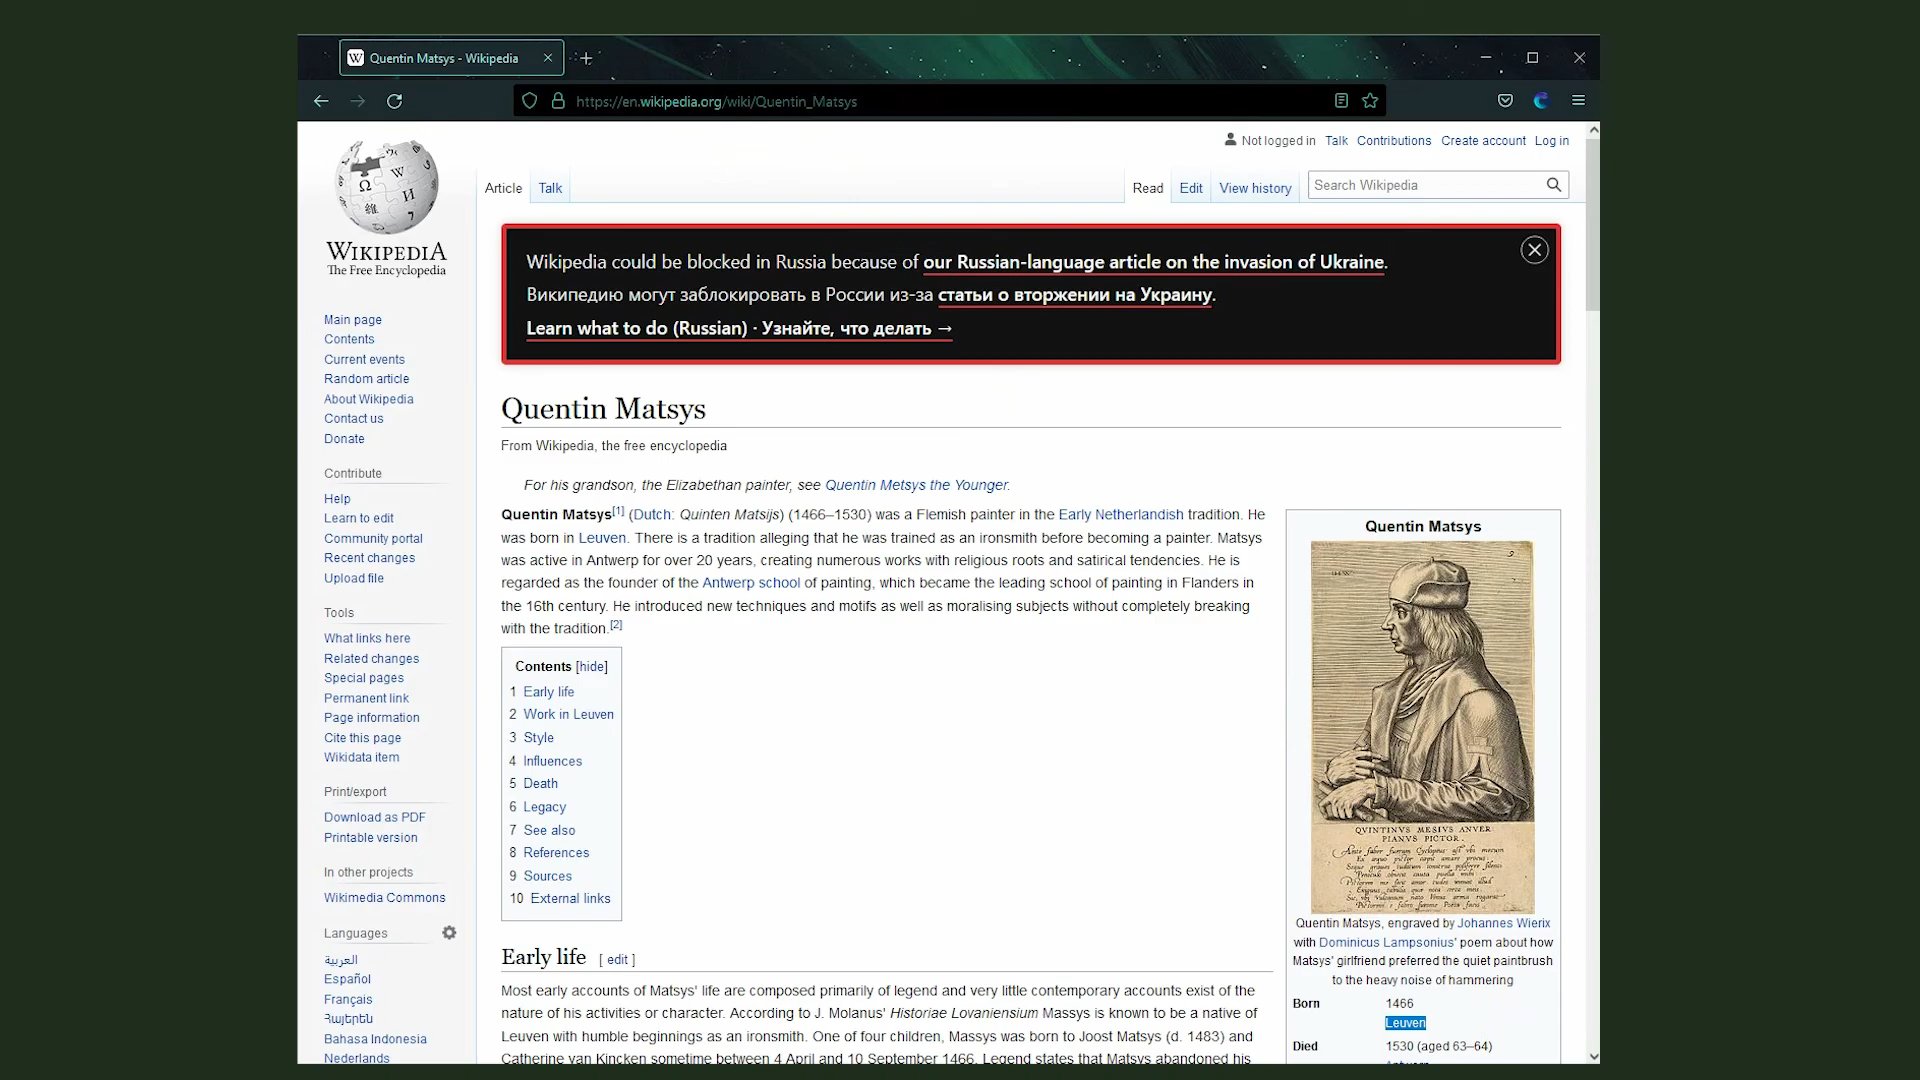 Quentin Matsys - Wikipedia
https://en.wikipedia.org/wiki/Quentin_Matsys
Not logged in Talk Contributions Create account Log in
Article Talk Read Edit View history Search Wikipedia
WIKIPEDIA
The Free Encyclopedia
Main page
Contents
Current events
Random article
About Wikipedia
Contact us
Donate
Contribute
Help
Learn to edit
Community portal
Recent changes
Upload file
Tools
What links here
Related changes
Special pages
Permanent link
Page information
Cite this page
Wikidata item
Print/export
Download as PDF
Printable version
In other projects
Wikimedia Commons
Languages
العربية
Español
Français
Հայերեն
Bahasa Indonesia
Nederlands
Wikipedia could be blocked in Russia because of our Russian-language article on the invasion of Ukraine.
Википедию могут заблокировать в России из-за статьи о вторжении на Украину.
Learn what to do (Russian) · Узнайте, что делать →
Quentin Matsys
From Wikipedia, the free encyclopedia
For his grandson, the Elizabethan painter, see Quentin Metsys the Younger.
Quentin Matsys[1] (Dutch: Quinten Matsijs) (1466–1530) was a Flemish painter in the Early Netherlandish tradition. He
was born in Leuven. There is a tradition alleging that he was trained as an ironsmith before becoming a painter. Matsys
was active in Antwerp for over 20 years, creating numerous works with religious roots and satirical tendencies. He is
regarded as the founder of the Antwerp school of painting, which became the leading school of painting in Flanders in
the 16th century. He introduced new techniques and motifs as well as moralising subjects without completely breaking
with the tradition.[2]
Contents [hide]
1 Early life
2 Work in Leuven
3 Style
4 Influences
5 Death
6 Legacy
7 See also
8 References
9 Sources
10 External links
Early life [ edit ]
Most early accounts of Matsys' life are composed primarily of legend and very little contemporary accounts exist of the
nature of his activities or character. According to J. Molanus' Historiae Lovaniensium Massys is known to be a native of
Leuven with humble beginnings as an ironsmith. One of four children, Massys was born to Joost Matsys (d. 1483) and
Catherine van Kincken sometime between 4 April and 10 September 1466. Legend states that Matsys abandoned his
Quentin Matsys
QVINTINVS MESIVS ANVER
PIANVS PICTOR.
Quentin Matsys, engraved by Johannes Wierix
with Dominicus Lampsonius' poem about how
Matsys' girlfriend preferred the quiet paintbrush
to the heavy noise of hammering
Born 1466
Leuven
Died 1530 (aged 63–64)